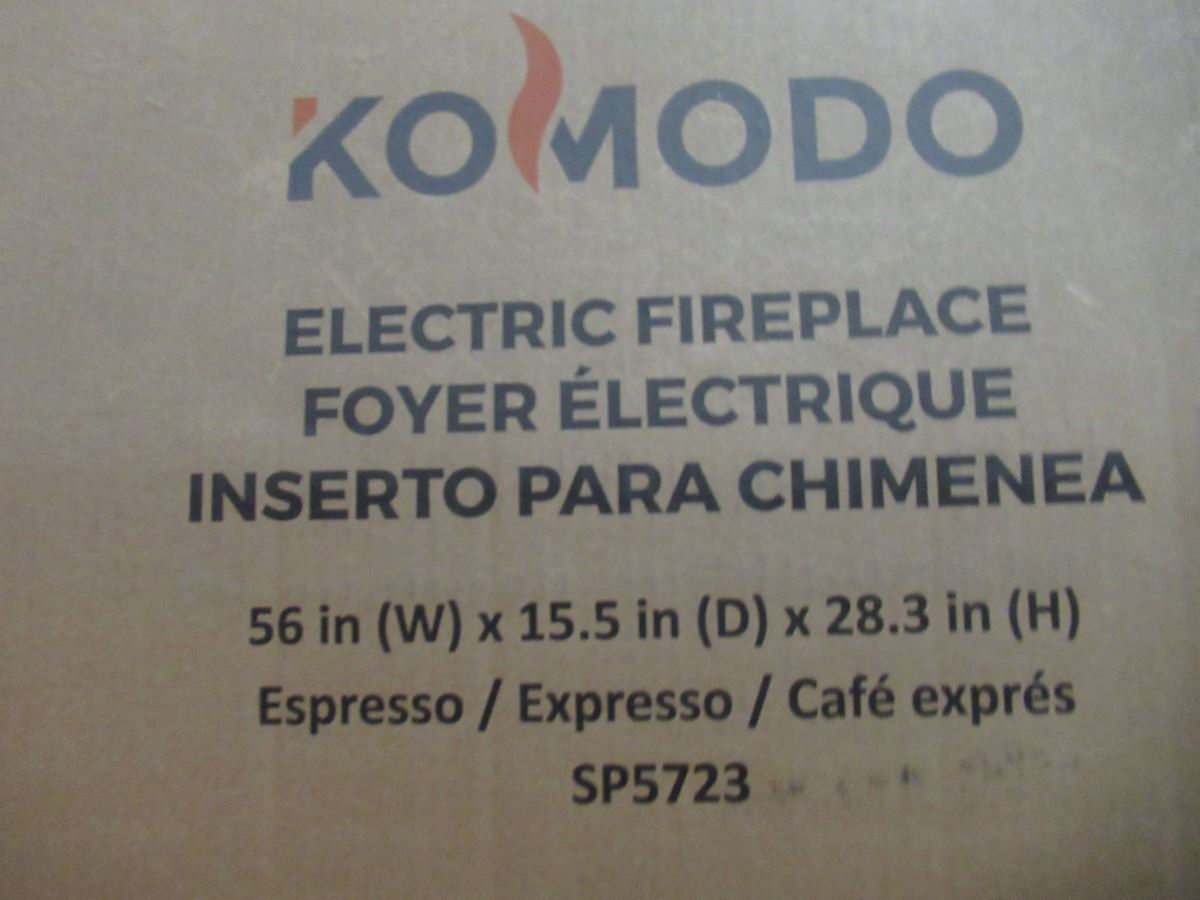 KOMODO
ELECTRIC FIREPLACE
FOYER ÉLECTRIQUE
INSERTO PARA CHIMENEA
56 in (W) x 15.5 in (D) x 28.3 in (H)
Espresso / Expresso / Café exprés
SP5723